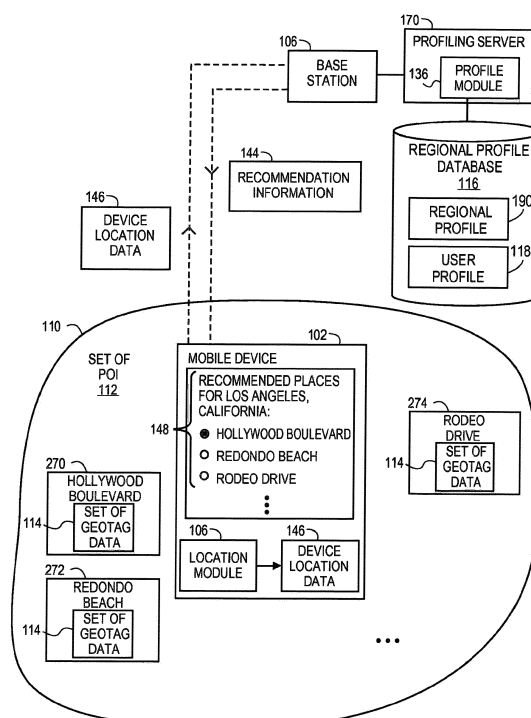 106
BASE
STATION
170
PROFILING SERVER
136
PROFILE
MODULE
REGIONAL PROFILE
DATABASE
116
REGIONAL
PROFILE
190
USER
PROFILE
118
144
RECOMMENDATION
INFORMATION
146
DEVICE
LOCATION
DATA
110
SET OF
POI
112
102
MOBILE DEVICE
RECOMMENDED PLACES
FOR LOS ANGELES,
CALIFORNIA:
148
HOLLYWOOD BOULEVARD
REDONDO BEACH
RODEO DRIVE
106
LOCATION
MODULE
146
DEVICE
LOCATION
DATA
274
RODEO
DRIVE
114
SET OF
GEOTAG
DATA
270
HOLLYWOOD
BOULEVARD
114
SET OF
GEOTAG
DATA
272
REDONDO
BEACH
114
SET OF
GEOTAG
DATA